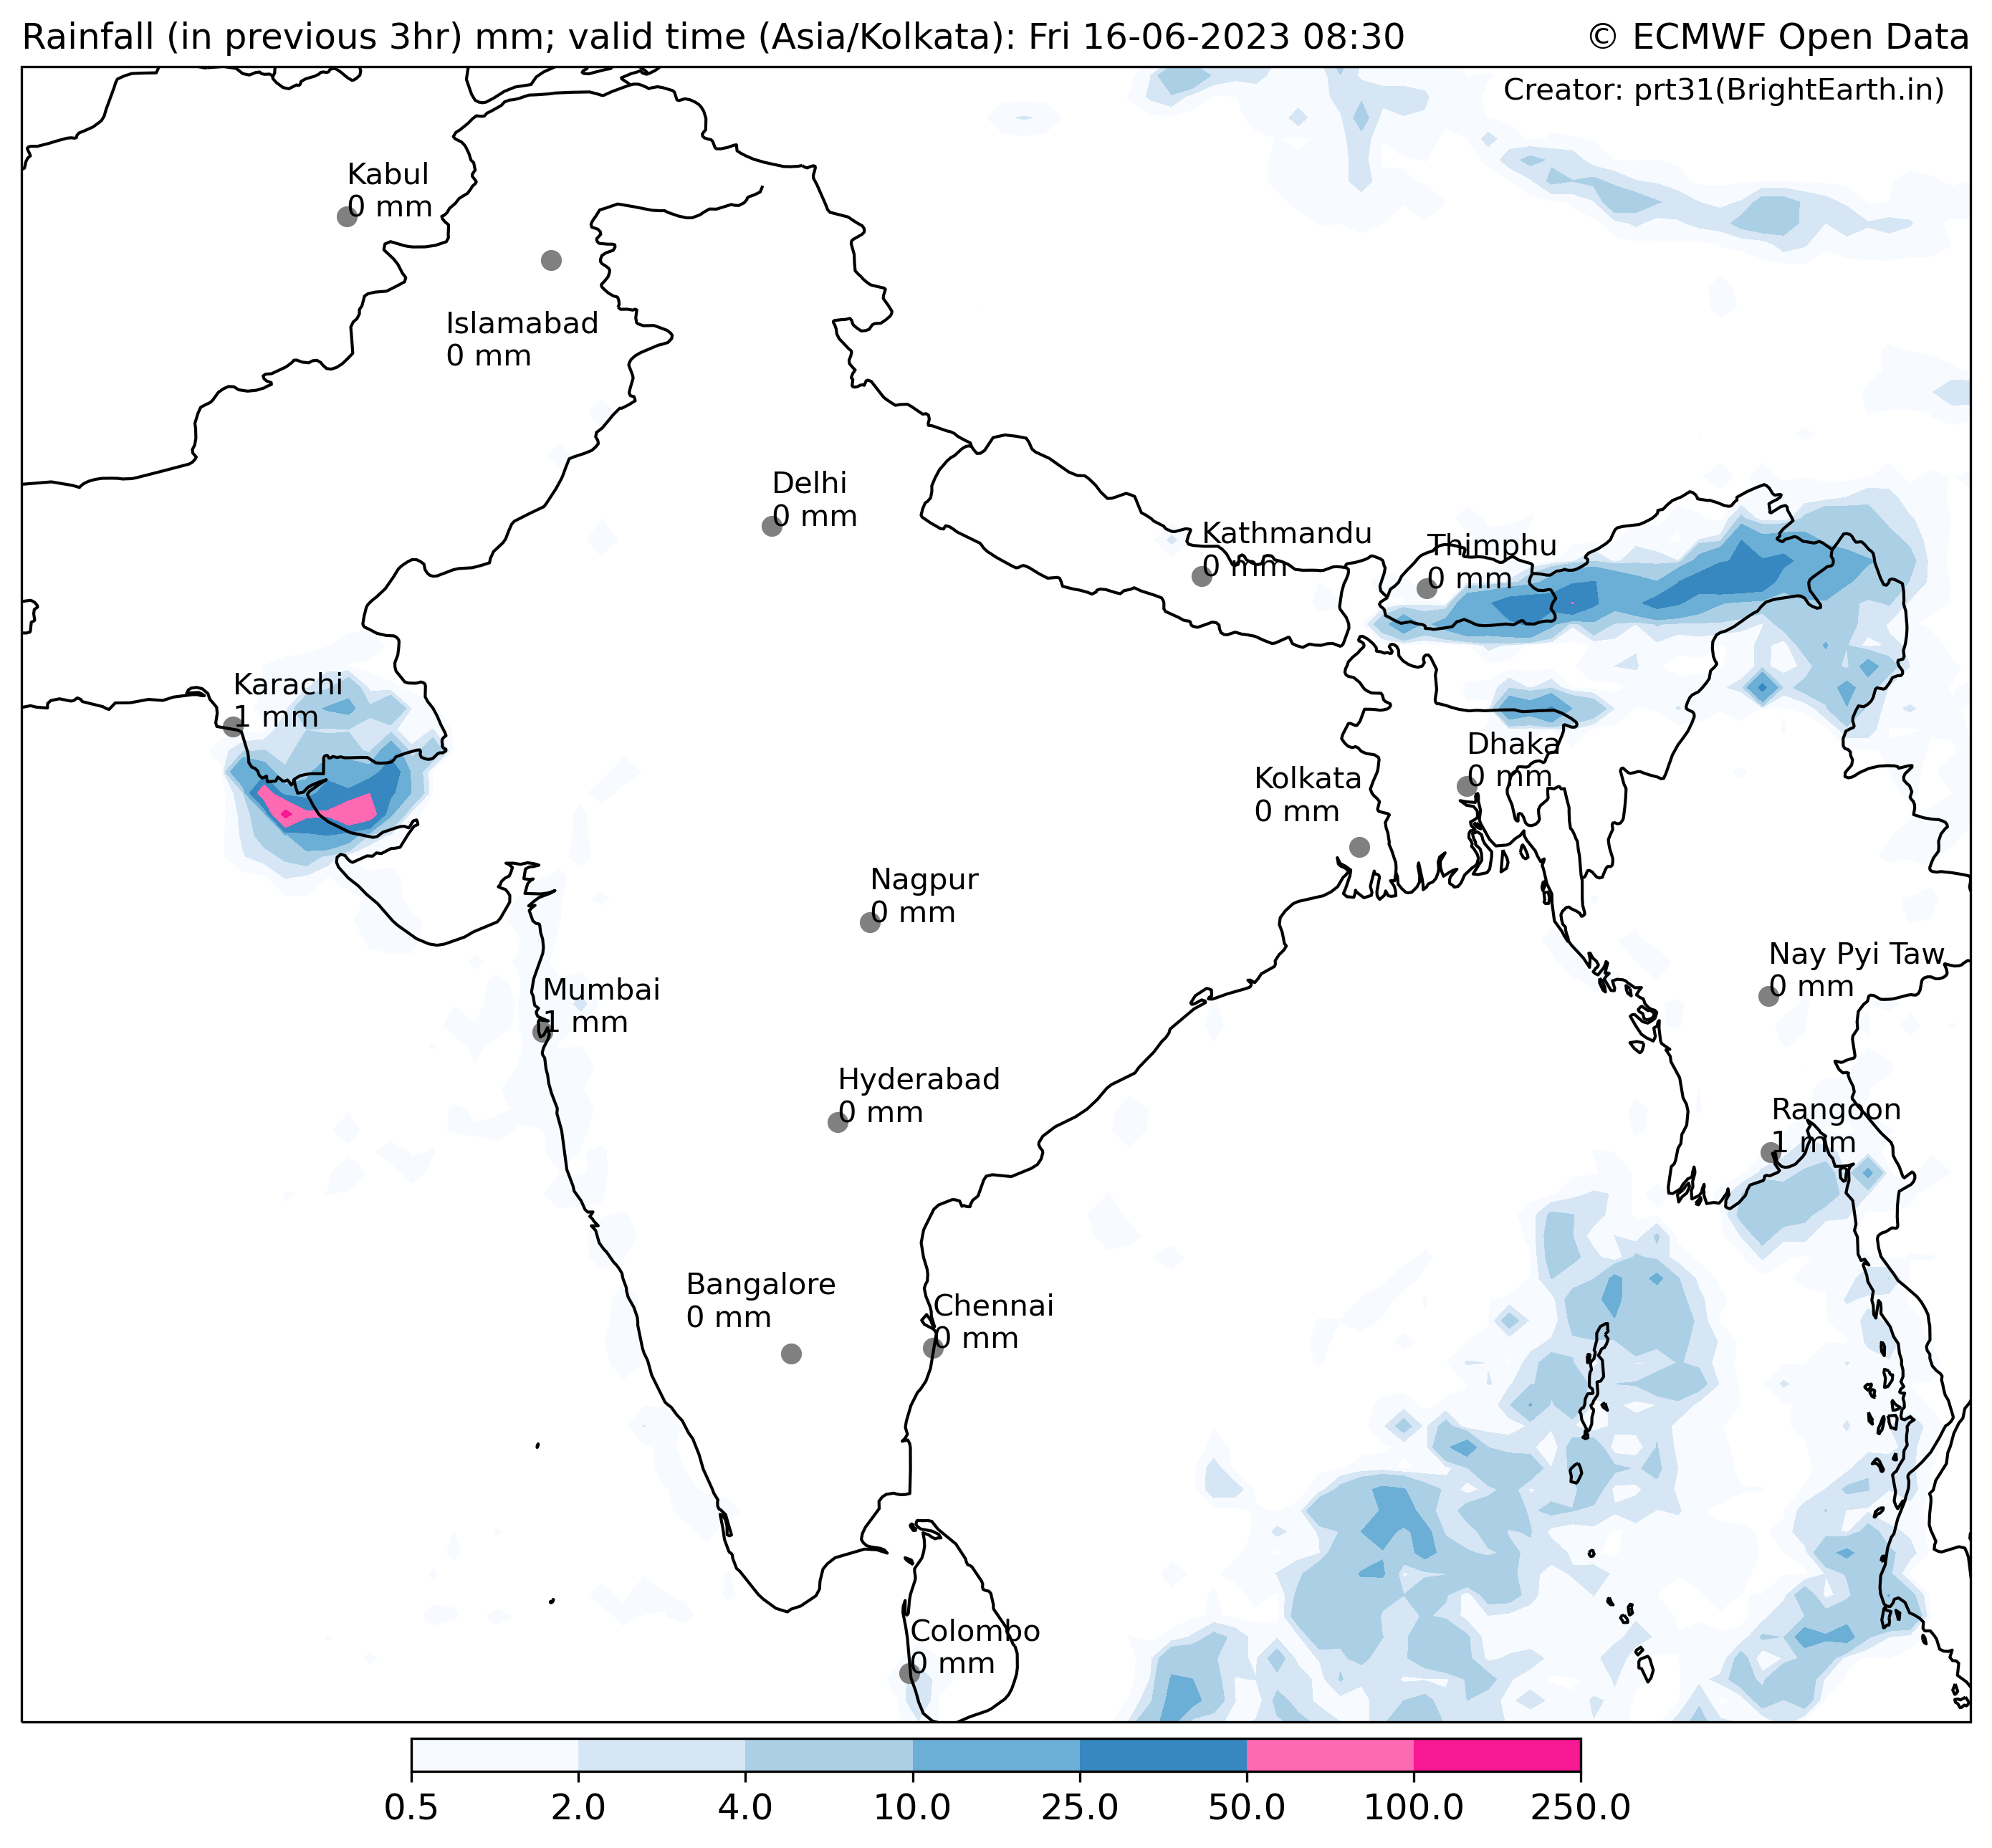 Rainfall (in previous 3hr) mm; valid time (Asia/Kolkata): Fri 16-06-2023 08:30
© ECMWF Open Data
Creator: prt31(BrightEarth.in)
Kabul
0 mm
Islamabad
0 mm
Delhi
0 mm
Kathmandu
0 mm
Thimphu
0 mm
Karachi
1 mm
Dhaka
0 mm
Kolkata
0 mm
Nagpur
0 mm
Nay Pyi Taw
0 mm
Mumbai
1 mm
Hyderabad
0 mm
Rangoon
1 mm
Bangalore
0 mm
Chennai
0 mm
Colombo
0 mm
0.5 2.0 4.0 10.0 25.0 50.0 100.0 250.0